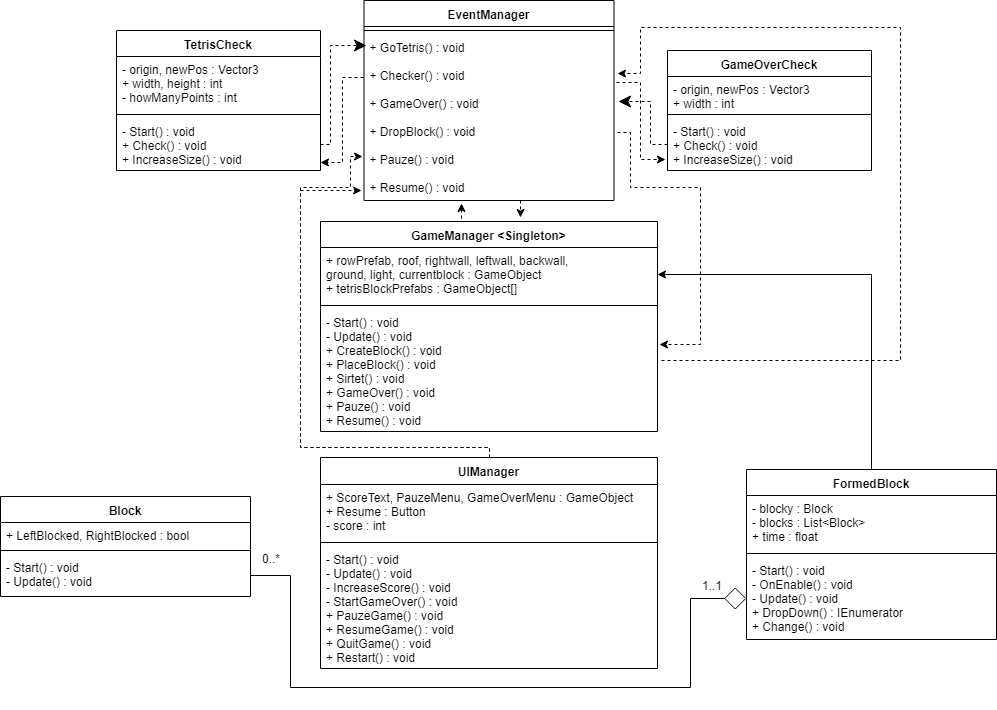 EventManager
+ GoTetris() : void
+ Checker() : void
+ GameOver() : void
+ DropBlock() : void
+ Pauze() : void
+ Resume() : void
TetrisCheck
- origin, newPos : Vector3
+ width, height : int
- howManyPoints : int
- Start() : void
+ Check() : void
+ IncreaseSize() : void
GameOverCheck
- origin, newPos : Vector3
+ width : int
- Start() : void
+ Check() : void
+ IncreaseSize() : void
GameManager <Singleton>
+ rowPrefab, roof, rightwall, leftwall, backwall,
ground, light, currentblock : GameObject
+ tetrisBlockPrefabs : GameObject[]
- Start() : void
- Update() : void
+ CreateBlock() : void
+ PlaceBlock() : void
+ Sirtet() : void
+ GameOver() : void
+ Pauze() : void
+ Resume() : void
UIManager
+ ScoreText, PauzeMenu, GameOverMenu : GameObject
+ Resume : Button
- score : int
- Start() : void
- Update() : void
- IncreaseScore() : void
- StartGameOver() : void
+ PauzeGame() : void
+ ResumeGame() : void
+ QuitGame() : void
+ Restart() : void
Block
+ LeftBlocked, RightBlocked : bool
- Start() : void
- Update() : void
0..*
1..1
FormedBlock
- blocky : Block
- blocks : List<Block>
+ time : float
- Start() : void
- OnEnable() : void
- Update() : void
+ DropDown() : IEnumerator
+ Change() : void